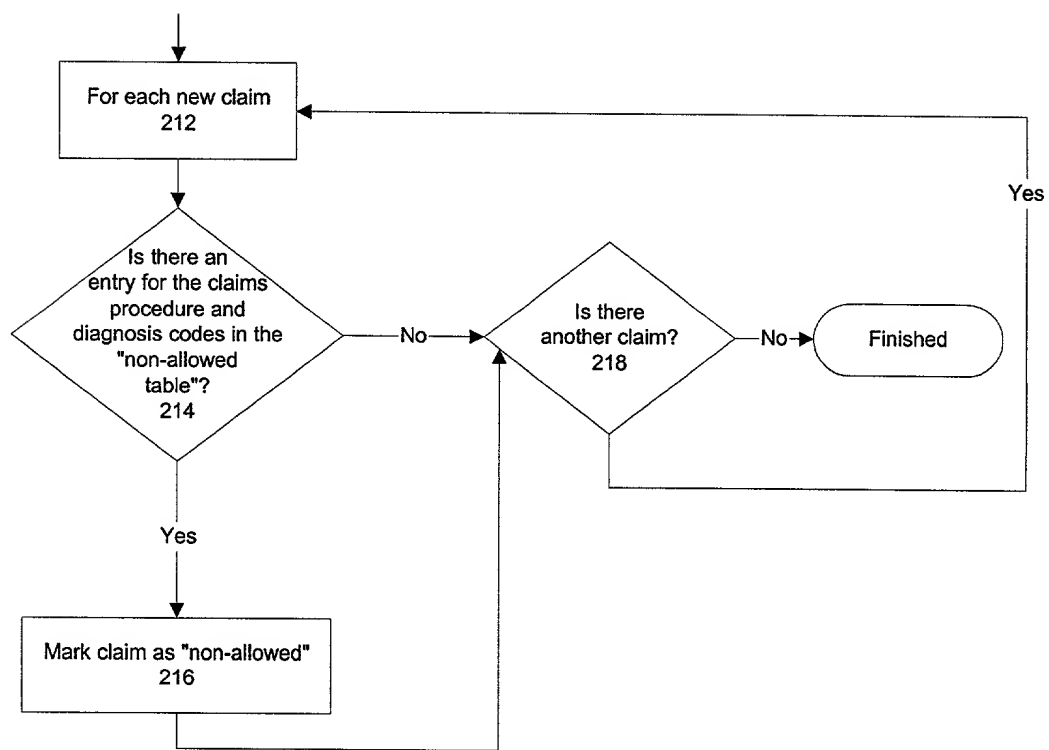 For each new claim
212
Is there an
entry for the claims
procedure and
diagnosis codes in the
"non-allowed
table"?
214
No
Is there
another claim?
218
No
Finished
Yes
Yes
Mark claim as "non-allowed"
216